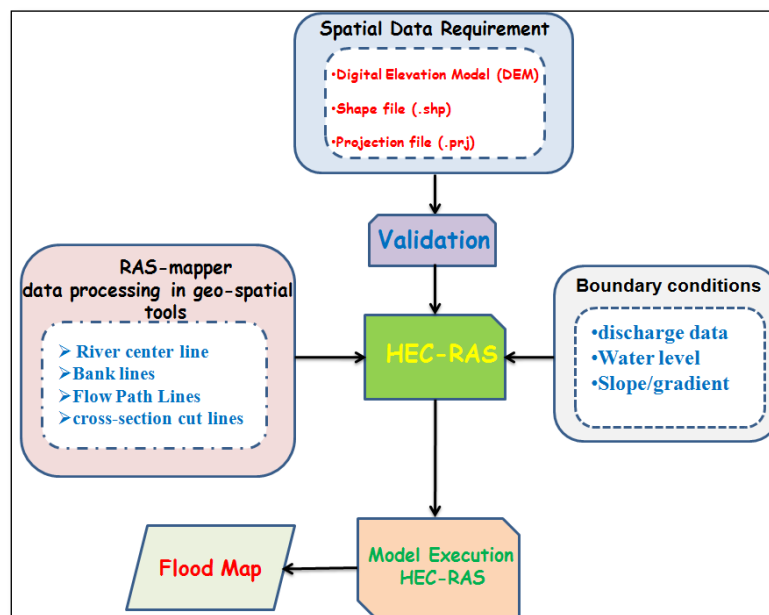 Spatial Data Requirement
•Digital Elevation Model (DEM)
•Shape file (.shp)
•Projection file (.prj)
Validation
RAS-mapper
data processing in geo-spatial
tools
➢ River center line
➢Bank lines
➢Flow Path Lines
➢cross-section cut lines
HEC-RAS
Boundary conditions
•discharge data
•Water level
•Slope/gradient
Flood Map
Model Execution
HEC-RAS